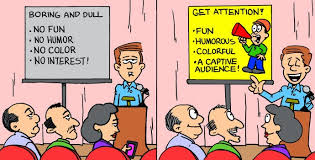 BORING AND DULL
• NO FUN
• NO HUMOR
• NO COLOR
• NO INTEREST!
GET ATTENTION!
• FUN
• HUMOROUS
• COLORFUL
• A CAPTIVE
AUDIENCE!